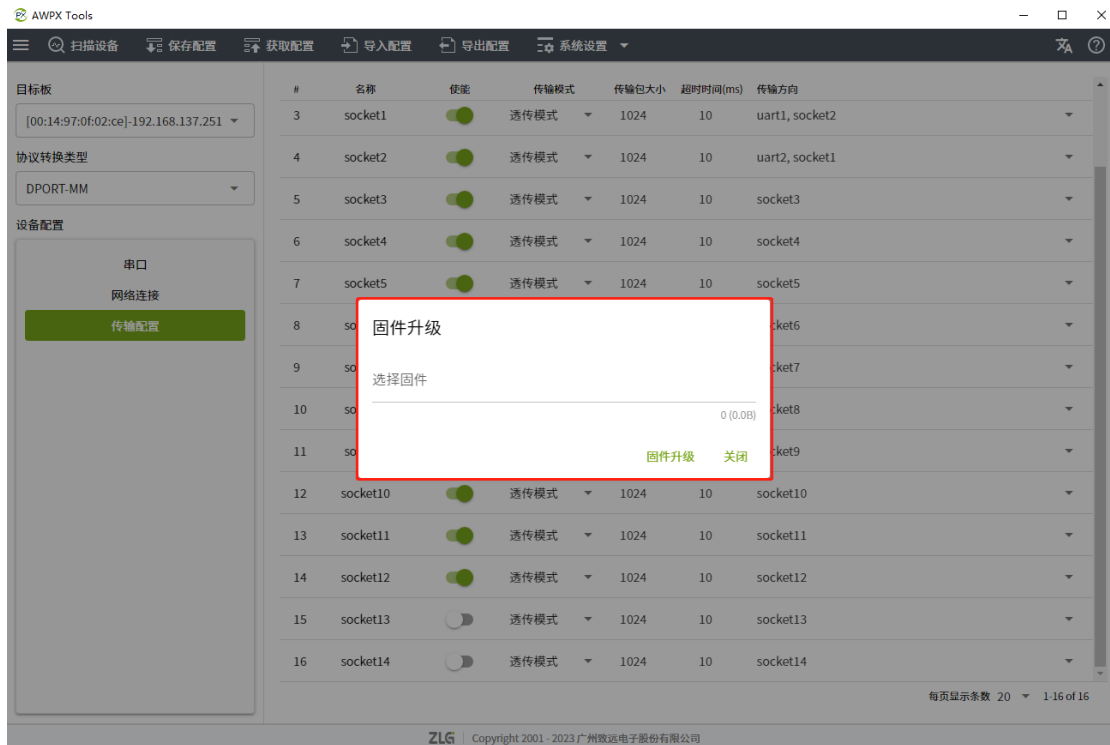 AWPX Tools
扫描设备 保存配置 获取配置 导入配置 导出配置 系统设置
目标板
[00:14:97:0f:02:ce]-192.168.137.251
协议转换类型
DPORT-MM
设备配置
串口
网络连接
传输配置
# 名称 使能 传输模式 传输包大小 超时时间(ms) 传输方向
3 socket1 透传模式 1024 10 uart1, socket2
4 socket2 透传模式 1024 10 uart2, socket1
5 socket3 透传模式 1024 10 socket3
6 socket4 透传模式 1024 10 socket4
7 socket5 透传模式 1024 10 socket5
8 so cket6
9 so cket7
10 so cket8
11 so cket9
12 socket10 透传模式 1024 10 socket10
13 socket11 透传模式 1024 10 socket11
14 socket12 透传模式 1024 10 socket12
15 socket13 透传模式 1024 10 socket13
16 socket14 透传模式 1024 10 socket14
固件升级
选择固件
0 (0.0B)
固件升级 关闭
每页显示条数 20 1-16 of 16
ZLG Copyright 2001 - 2023 广州致远电子股份有限公司